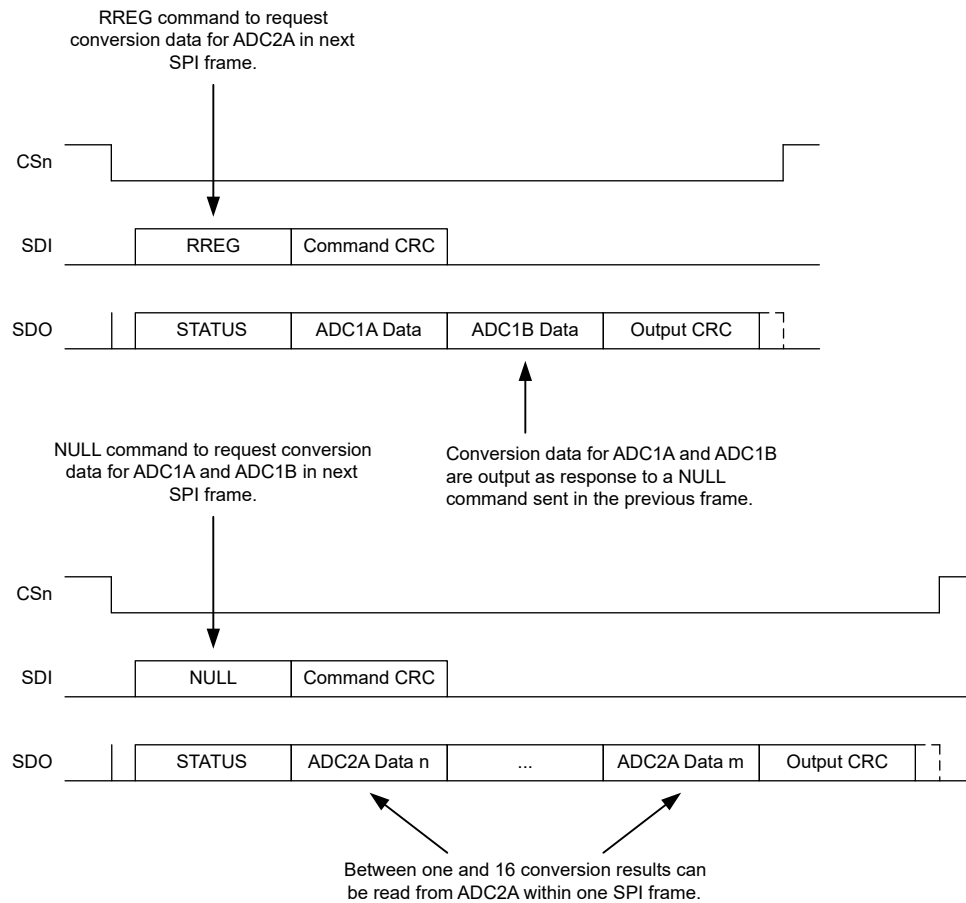 RREG command to request
conversion data for ADC2A in next
SPI frame.
CSn
SDI
RREG
Command CRC
SDO
STATUS
ADC1A Data
ADC1B Data
Output CRC
NULL command to request conversion
data for ADC1A and ADC1B in next
SPI frame.
Conversion data for ADC1A and ADC1B
are output as response to a NULL
command sent in the previous frame.
CSn
SDI
NULL
Command CRC
SDO
STATUS
ADC2A Data n
...
ADC2A Data m
Output CRC
Between one and 16 conversion results can
be read from ADC2A within one SPI frame.